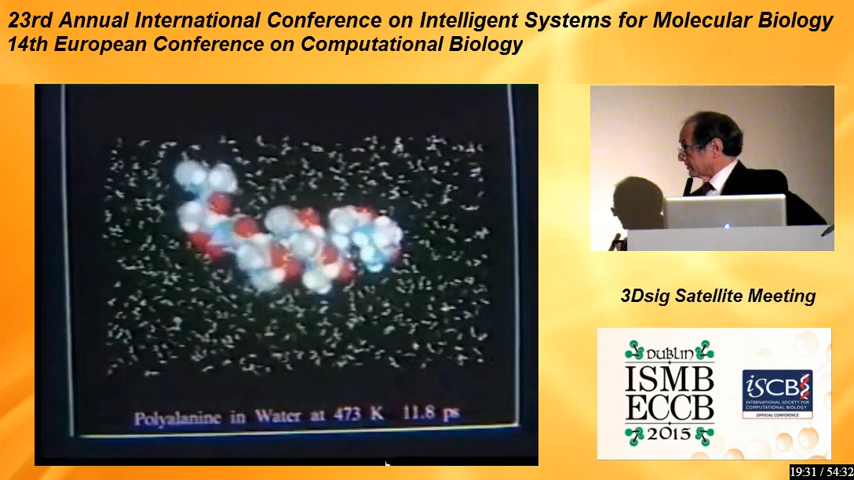 23rd Annual International Conference on Intelligent Systems for Molecular Biology
14th European Conference on Computational Biology
Polyalanine in Water at 473 K 11.8 ps
3Dsig Satellite Meeting
DUBLIN
ISMB
ECCB
2015
ISCB
INTERNATIONAL SOCIETY FOR
COMPUTATIONAL BIOLOGY
OFFICIAL CONFERENCE
19:31 / 54:32